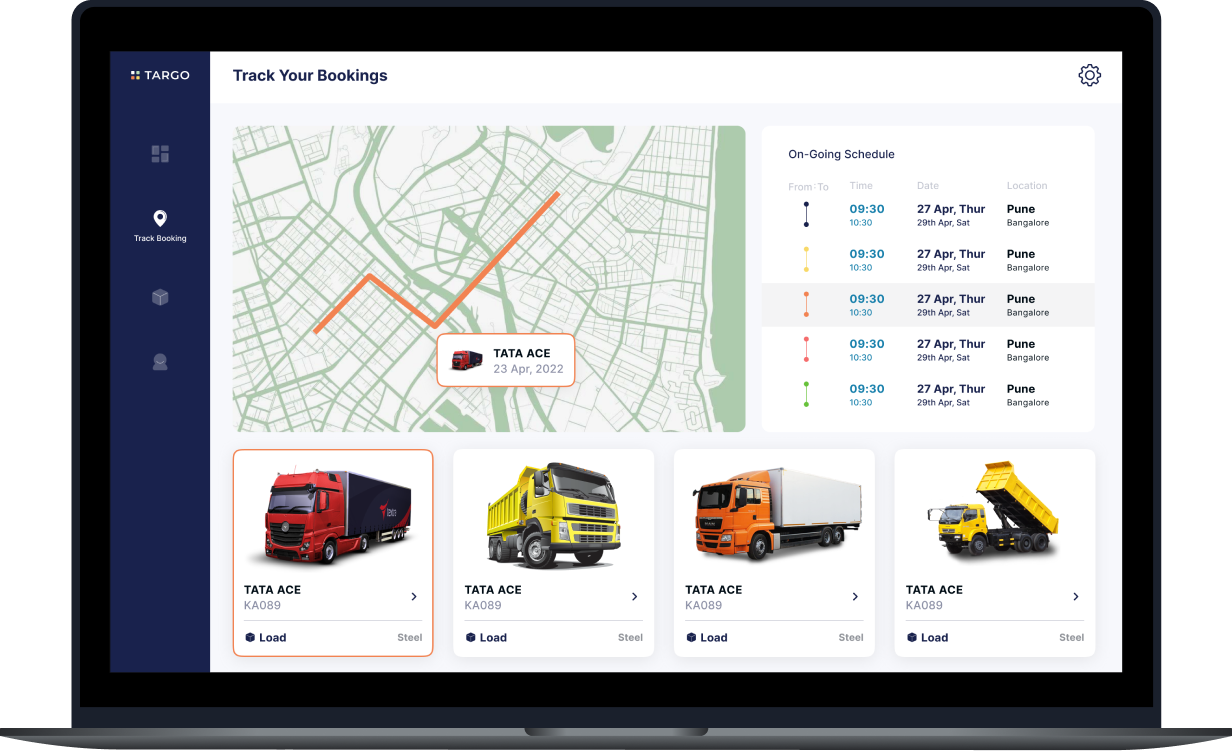 TARGO
Track Your Bookings
Track Booking
TATA ACE
23 Apr, 2022
On-Going Schedule
From : To Time Date Location
09:30 27 Apr, Thur Pune
10:30 29th Apr, Sat Bangalore
09:30 27 Apr, Thur Pune
10:30 29th Apr, Sat Bangalore
09:30 27 Apr, Thur Pune
10:30 29th Apr, Sat Bangalore
09:30 27 Apr, Thur Pune
10:30 29th Apr, Sat Bangalore
09:30 27 Apr, Thur Pune
10:30 29th Apr, Sat Bangalore
TATA ACE
KA089
Load Steel
TATA ACE
KA089
Load Steel
TATA ACE
KA089
Load Steel
TATA ACE
KA089
Load Steel